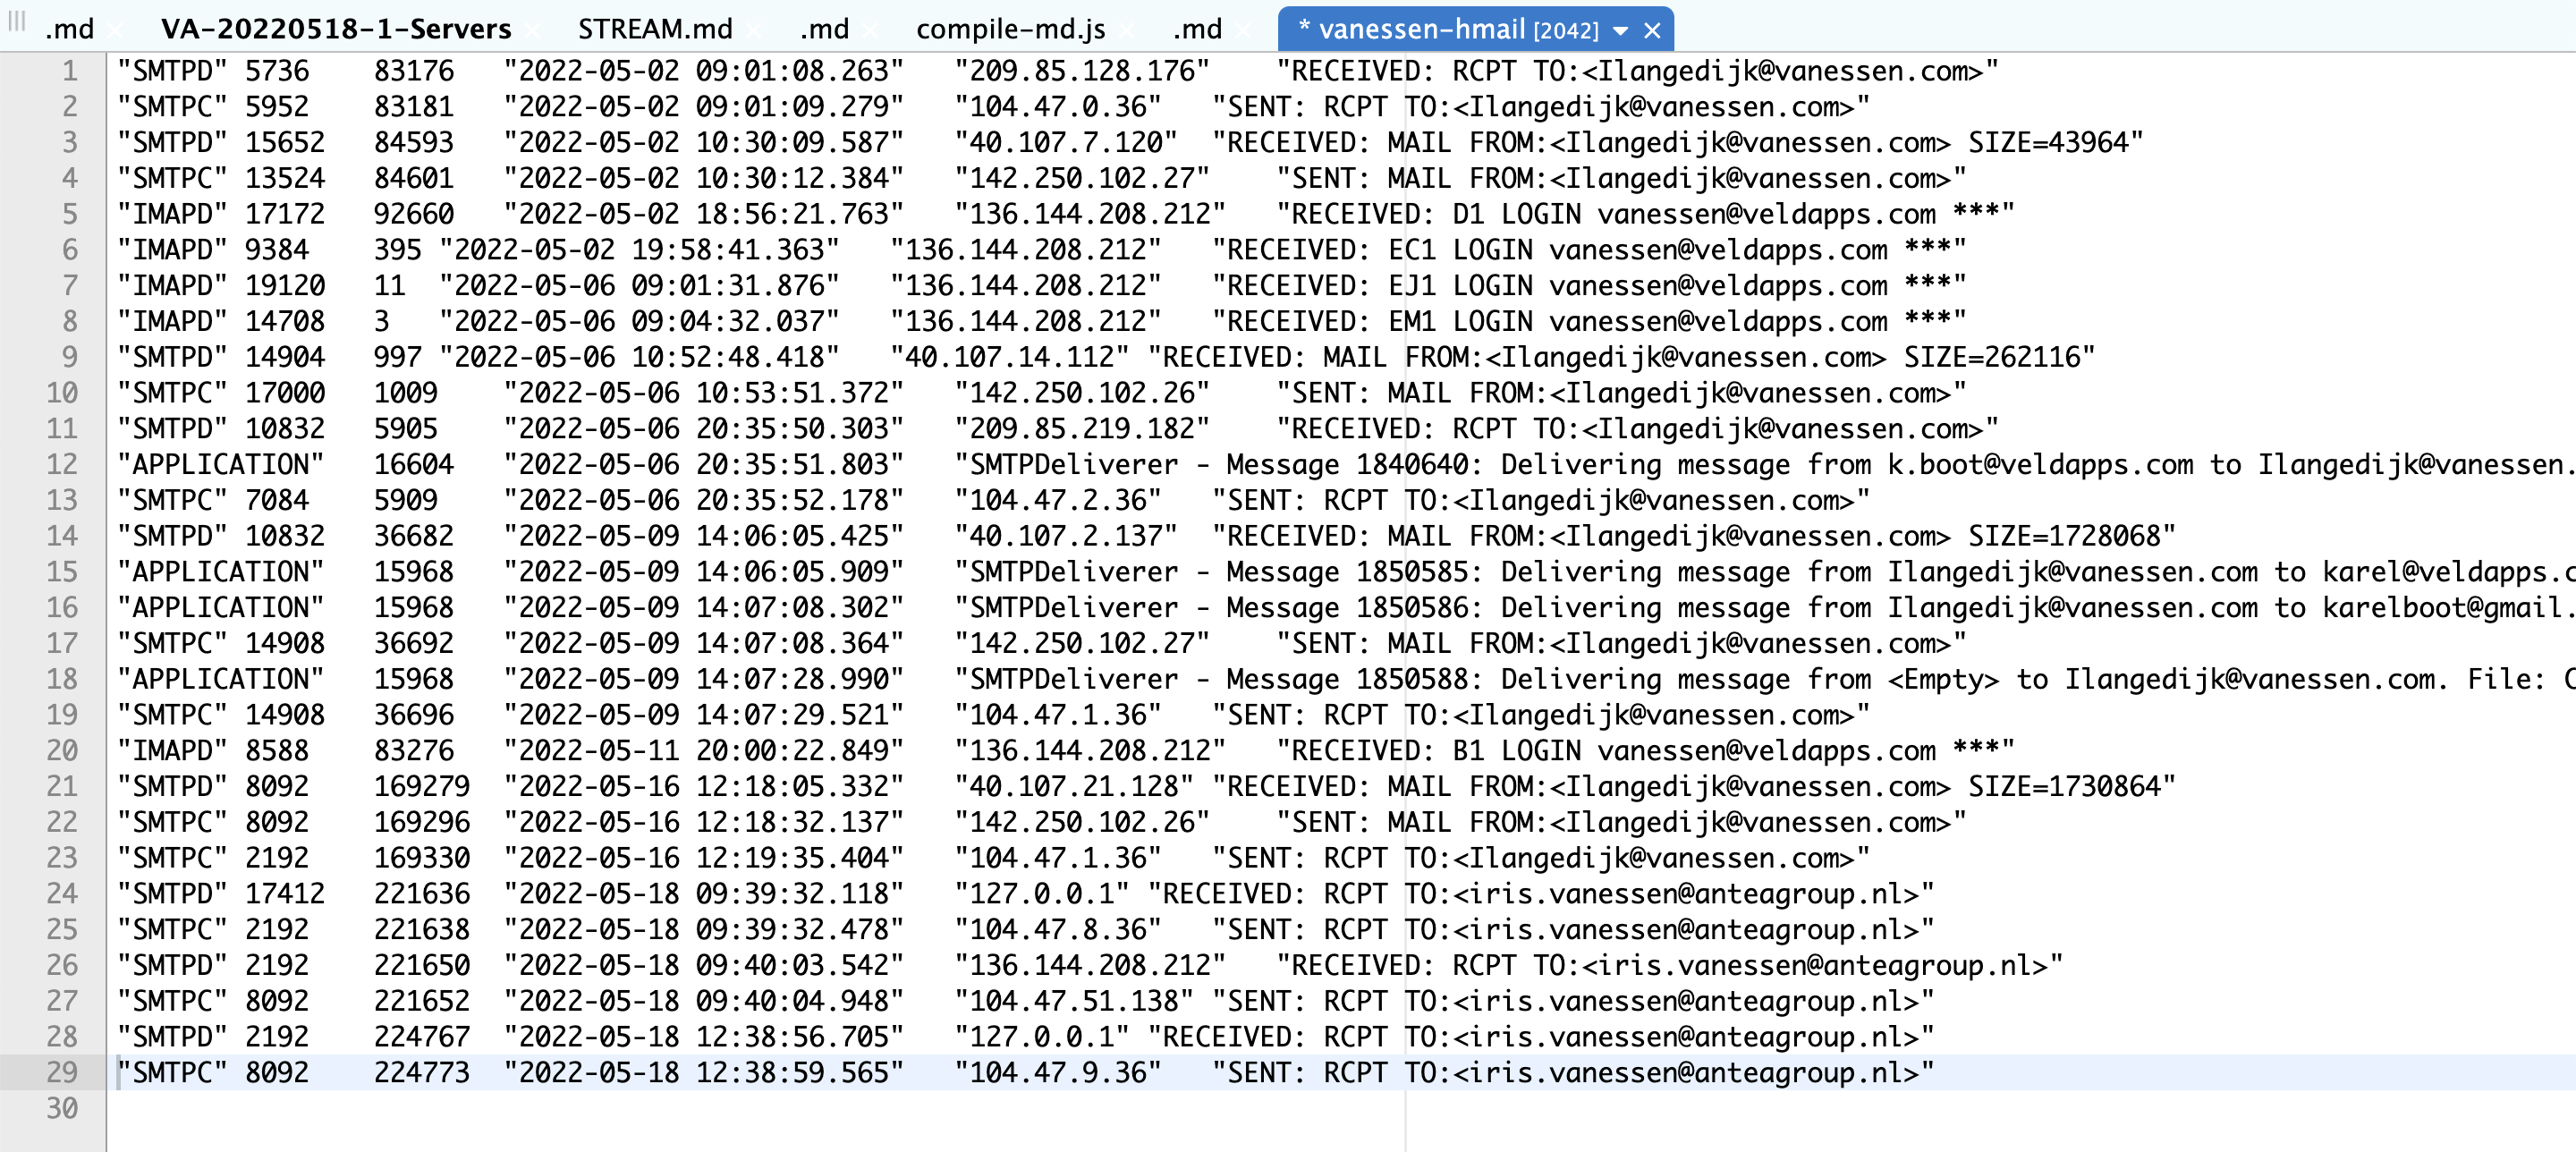 .md VA-20220518-1-Servers STREAM.md .md compile-md.js .md * vanessen-hmail [2042]
1 "SMTPD" 5736 83176 "2022-05-02 09:01:08.263" "209.85.128.176" "RECEIVED: RCPT TO:<Ilangedijk@vanessen.com>"
2 "SMTPC" 5952 83181 "2022-05-02 09:01:09.279" "104.47.0.36" "SENT: RCPT TO:<Ilangedijk@vanessen.com>"
3 "SMTPD" 15652 84593 "2022-05-02 10:30:09.587" "40.107.7.120" "RECEIVED: MAIL FROM:<Ilangedijk@vanessen.com> SIZE=43964"
4 "SMTPC" 13524 84601 "2022-05-02 10:30:12.384" "142.250.102.27" "SENT: MAIL FROM:<Ilangedijk@vanessen.com>"
5 "IMAPD" 17172 92660 "2022-05-02 18:56:21.763" "136.144.208.212" "RECEIVED: D1 LOGIN vanessen@veldapps.com ***"
6 "IMAPD" 9384 395 "2022-05-02 19:58:41.363" "136.144.208.212" "RECEIVED: EC1 LOGIN vanessen@veldapps.com ***"
7 "IMAPD" 19120 11 "2022-05-06 09:01:31.876" "136.144.208.212" "RECEIVED: EJ1 LOGIN vanessen@veldapps.com ***"
8 "IMAPD" 14708 3 "2022-05-06 09:04:32.037" "136.144.208.212" "RECEIVED: EM1 LOGIN vanessen@veldapps.com ***"
9 "SMTPD" 14904 997 "2022-05-06 10:52:48.418" "40.107.14.112" "RECEIVED: MAIL FROM:<Ilangedijk@vanessen.com> SIZE=262116"
10 "SMTPC" 17000 1009 "2022-05-06 10:53:51.372" "142.250.102.26" "SENT: MAIL FROM:<Ilangedijk@vanessen.com>"
11 "SMTPD" 10832 5905 "2022-05-06 20:35:50.303" "209.85.219.182" "RECEIVED: RCPT TO:<Ilangedijk@vanessen.com>"
12 "APPLICATION" 16604 "2022-05-06 20:35:51.803" "SMTPDeliverer - Message 1840640: Delivering message from k.boot@veldapps.com to Ilangedijk@vanessen.
13 "SMTPC" 7084 5909 "2022-05-06 20:35:52.178" "104.47.2.36" "SENT: RCPT TO:<Ilangedijk@vanessen.com>"
14 "SMTPD" 10832 36682 "2022-05-09 14:06:05.425" "40.107.2.137" "RECEIVED: MAIL FROM:<Ilangedijk@vanessen.com> SIZE=1728068"
15 "APPLICATION" 15968 "2022-05-09 14:06:05.909" "SMTPDeliverer - Message 1850585: Delivering message from Ilangedijk@vanessen.com to karel@veldapps.c
16 "APPLICATION" 15968 "2022-05-09 14:07:08.302" "SMTPDeliverer - Message 1850586: Delivering message from Ilangedijk@vanessen.com to karelboot@gmail.
17 "SMTPC" 14908 36692 "2022-05-09 14:07:08.364" "142.250.102.27" "SENT: MAIL FROM:<Ilangedijk@vanessen.com>"
18 "APPLICATION" 15968 "2022-05-09 14:07:28.990" "SMTPDeliverer - Message 1850588: Delivering message from <Empty> to Ilangedijk@vanessen.com. File: C
19 "SMTPC" 14908 36696 "2022-05-09 14:07:29.521" "104.47.1.36" "SENT: RCPT TO:<Ilangedijk@vanessen.com>"
20 "IMAPD" 8588 83276 "2022-05-11 20:00:22.849" "136.144.208.212" "RECEIVED: B1 LOGIN vanessen@veldapps.com ***"
21 "SMTPD" 8092 169279 "2022-05-16 12:18:05.332" "40.107.21.128" "RECEIVED: MAIL FROM:<Ilangedijk@vanessen.com> SIZE=1730864"
22 "SMTPC" 8092 169296 "2022-05-16 12:18:32.137" "142.250.102.26" "SENT: MAIL FROM:<Ilangedijk@vanessen.com>"
23 "SMTPC" 2192 169330 "2022-05-16 12:19:35.404" "104.47.1.36" "SENT: RCPT TO:<Ilangedijk@vanessen.com>"
24 "SMTPD" 17412 221636 "2022-05-18 09:39:32.118" "127.0.0.1" "RECEIVED: RCPT TO:<iris.vanessen@anteagroup.nl>"
25 "SMTPC" 2192 221638 "2022-05-18 09:39:32.478" "104.47.8.36" "SENT: RCPT TO:<iris.vanessen@anteagroup.nl>"
26 "SMTPD" 2192 221650 "2022-05-18 09:40:03.542" "136.144.208.212" "RECEIVED: RCPT TO:<iris.vanessen@anteagroup.nl>"
27 "SMTPC" 8092 221652 "2022-05-18 09:40:04.948" "104.47.51.138" "SENT: RCPT TO:<iris.vanessen@anteagroup.nl>"
28 "SMTPD" 2192 224767 "2022-05-18 12:38:56.705" "127.0.0.1" "RECEIVED: RCPT TO:<iris.vanessen@anteagroup.nl>"
29 "SMTPC" 8092 224773 "2022-05-18 12:38:59.565" "104.47.9.36" "SENT: RCPT TO:<iris.vanessen@anteagroup.nl>"
30